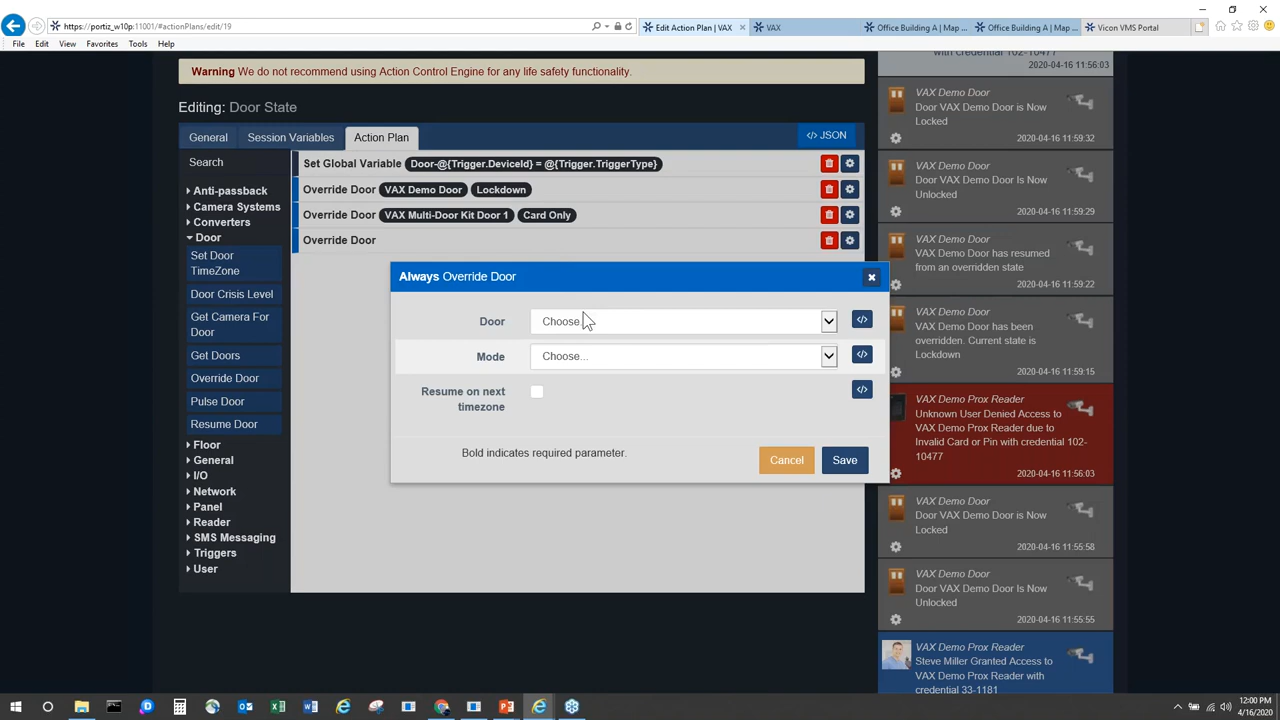 https://portiz_w10p:11001/#actionPlans/edit/19
Edit Action Plan | VAX
VAX
Office Building A | Map ...
Office Building A | Map ...
Vicon VMS Portal
File Edit View Favorites Tools Help
Warning We do not recommend using Action Control Engine for any life safety functionality.
Editing: Door State
General Session Variables Action Plan </> JSON
Search
Anti-passback
Camera Systems
Converters
Door
Set Door
TimeZone
Door Crisis Level
Get Camera For
Door
Get Doors
Override Door
Pulse Door
Resume Door
Floor
General
I/O
Network
Panel
Reader
SMS Messaging
Triggers
User
Set Global Variable Door-@{Trigger.DeviceId} = @{Trigger.TriggerType}
Override Door VAX Demo Door Lockdown
Override Door VAX Multi-Door Kit Door 1 Card Only
Override Door
Always Override Door
Door Choose...
</>
Mode Choose...
</>
Resume on next
timezone
</>
Bold indicates required parameter.
Cancel Save
with credential 102-
10477
2020-04-16 11:56:03
VAX Demo Door
Door VAX Demo Door is Now
Locked
2020-04-16 11:59:32
VAX Demo Door
Door VAX Demo Door Is Now
Unlocked
2020-04-16 11:59:29
VAX Demo Door
VAX Demo Door has resumed
from an overridden state
2020-04-16 11:59:22
VAX Demo Door
VAX Demo Door has been
overridden. Current state is
Lockdown
2020-04-16 11:59:15
VAX Demo Prox Reader
Unknown User Denied Access to
VAX Demo Prox Reader due to
Invalid Card or Pin with credential 102-
10477
2020-04-16 11:56:03
VAX Demo Door
Door VAX Demo Door is Now
Locked
2020-04-16 11:55:58
VAX Demo Door
Door VAX Demo Door Is Now
Unlocked
2020-04-16 11:55:55
VAX Demo Prox Reader
Steve Miller Granted Access to
VAX Demo Prox Reader with
credential 33-1181
12:00 PM
4/16/2020